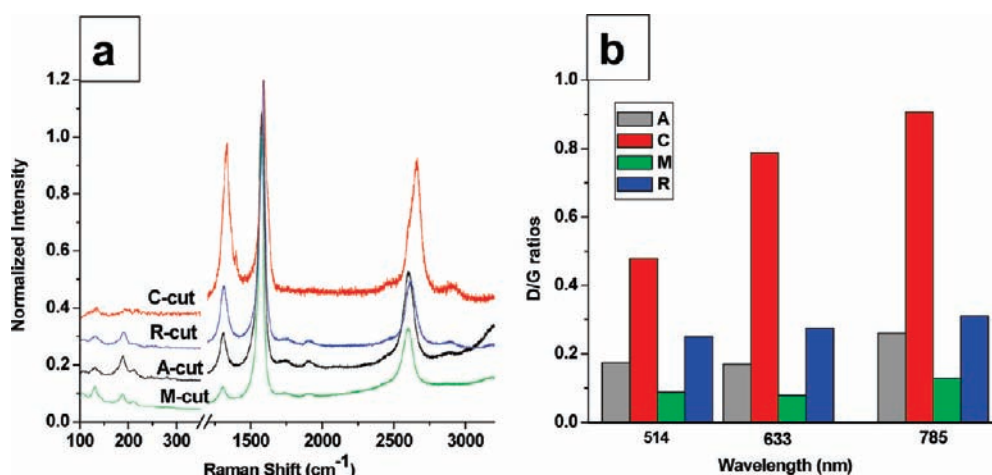 a
1.2
1.0
0.8
0.6
0.4
0.2
0.0
Normalized Intensity
C-cut
R-cut
A-cut
M-cut
100 200 300 1500 2000 2500 3000
Raman Shift (cm⁻¹)
b
1.0
0.8
0.6
0.4
0.2
0.0
D/G ratios
A
C
M
R
514 633 785
Wavelength (nm)